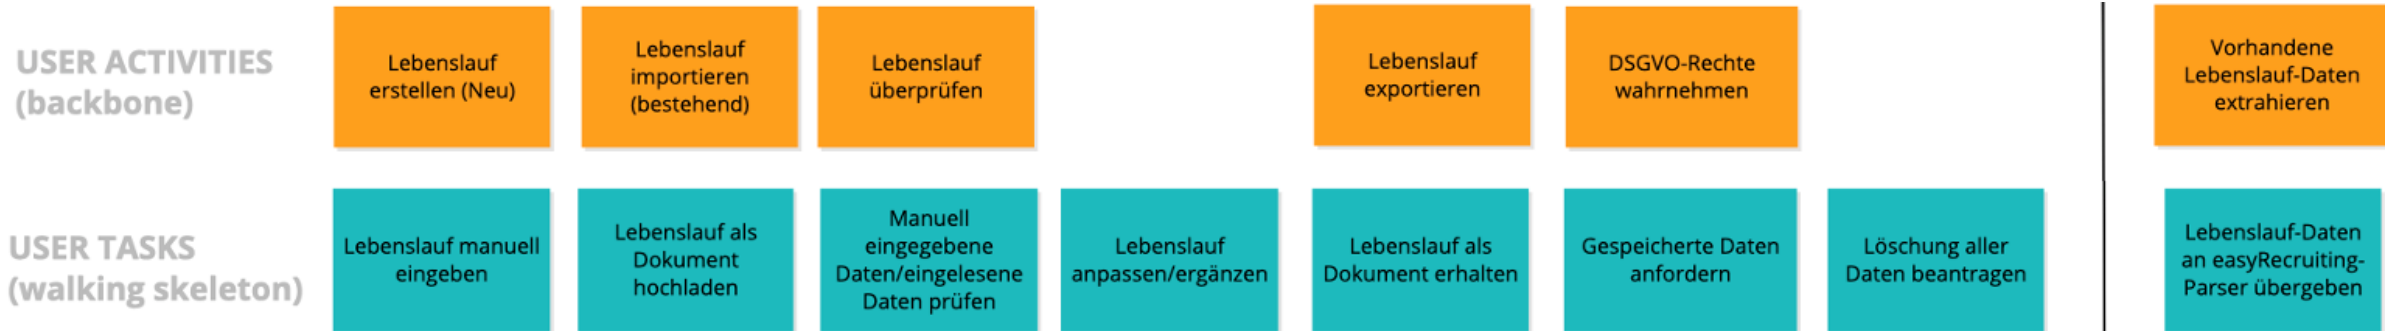 USER ACTIVITIES
(backbone)
Lebenslauf
erstellen (Neu)
Lebenslauf
importieren
(bestehend)
Lebenslauf
überprüfen
Lebenslauf
exportieren
DSGVO-Rechte
wahrnehmen
Vorhandene
Lebenslauf-Daten
extrahieren
USER TASKS
(walking skeleton)
Lebenslauf manuell
eingeben
Lebenslauf als
Dokument
hochladen
Manuell
eingegebene
Daten/eingelesene
Daten prüfen
Lebenslauf
anpassen/ergänzen
Lebenslauf als
Dokument erhalten
Gespeicherte Daten
anfordern
Löschung aller
Daten beantragen
Lebenslauf-Daten
an easyRecruiting-
Parser übergeben